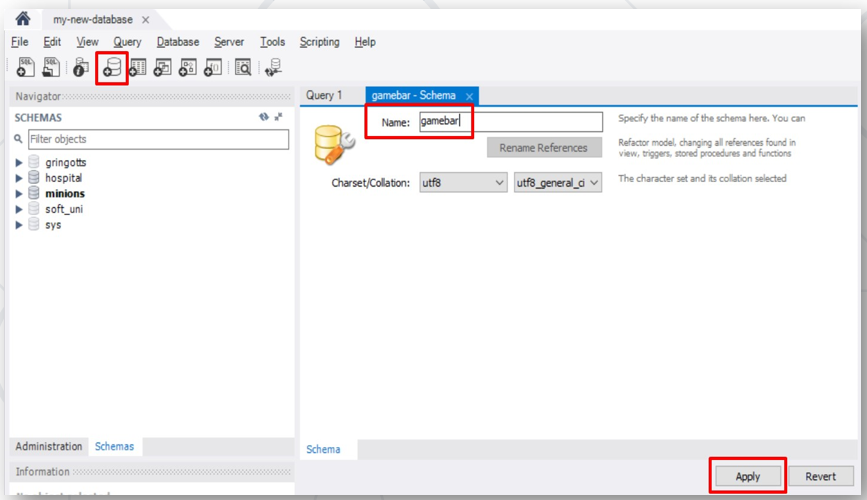 my-new-database ×
File Edit View Query Database Server Tools Scripting Help
SQL SQL
Navigator
SCHEMAS
Filter objects
gringotts
hospital
minions
soft_uni
sys
Administration Schemas
Information
Query 1 gamebar - Schema ×
Name: gamebar
Specify the name of the schema here. You can
Rename References
Refactor model, changing all references found in
view, triggers, stored procedures and functions
Charset/Collation: utf8 utf8_general_ci
The character set and its collation selected
Schema
Apply Revert